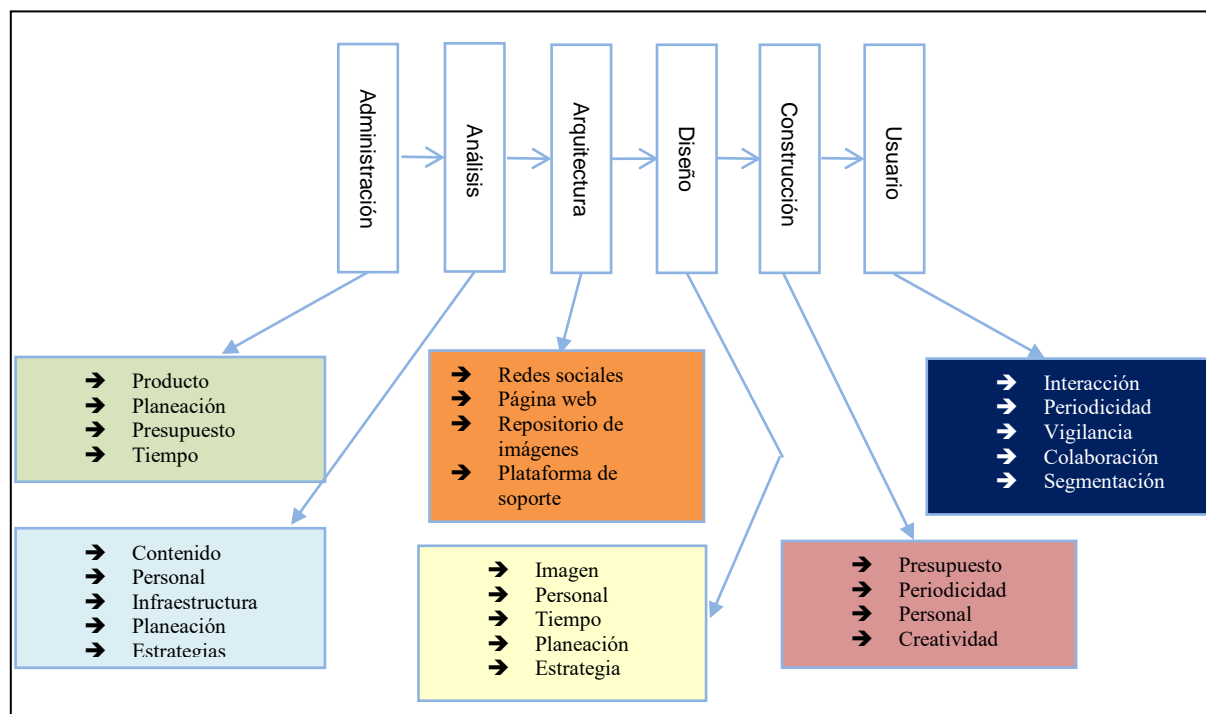 Administración
Análisis
Arquitectura
Diseño
Construcción
Usuario
➔ Producto
➔ Planeación
➔ Presupuesto
➔ Tiempo
➔ Redes sociales
➔ Página web
➔ Repositorio de
imágenes
➔ Plataforma de
soporte
➔ Interacción
➔ Periodicidad
➔ Vigilancia
➔ Colaboración
➔ Segmentación
➔ Contenido
➔ Personal
➔ Infraestructura
➔ Planeación
➔ Estrategias
➔ Imagen
➔ Personal
➔ Tiempo
➔ Planeación
➔ Estrategia
➔ Presupuesto
➔ Periodicidad
➔ Personal
➔ Creatividad